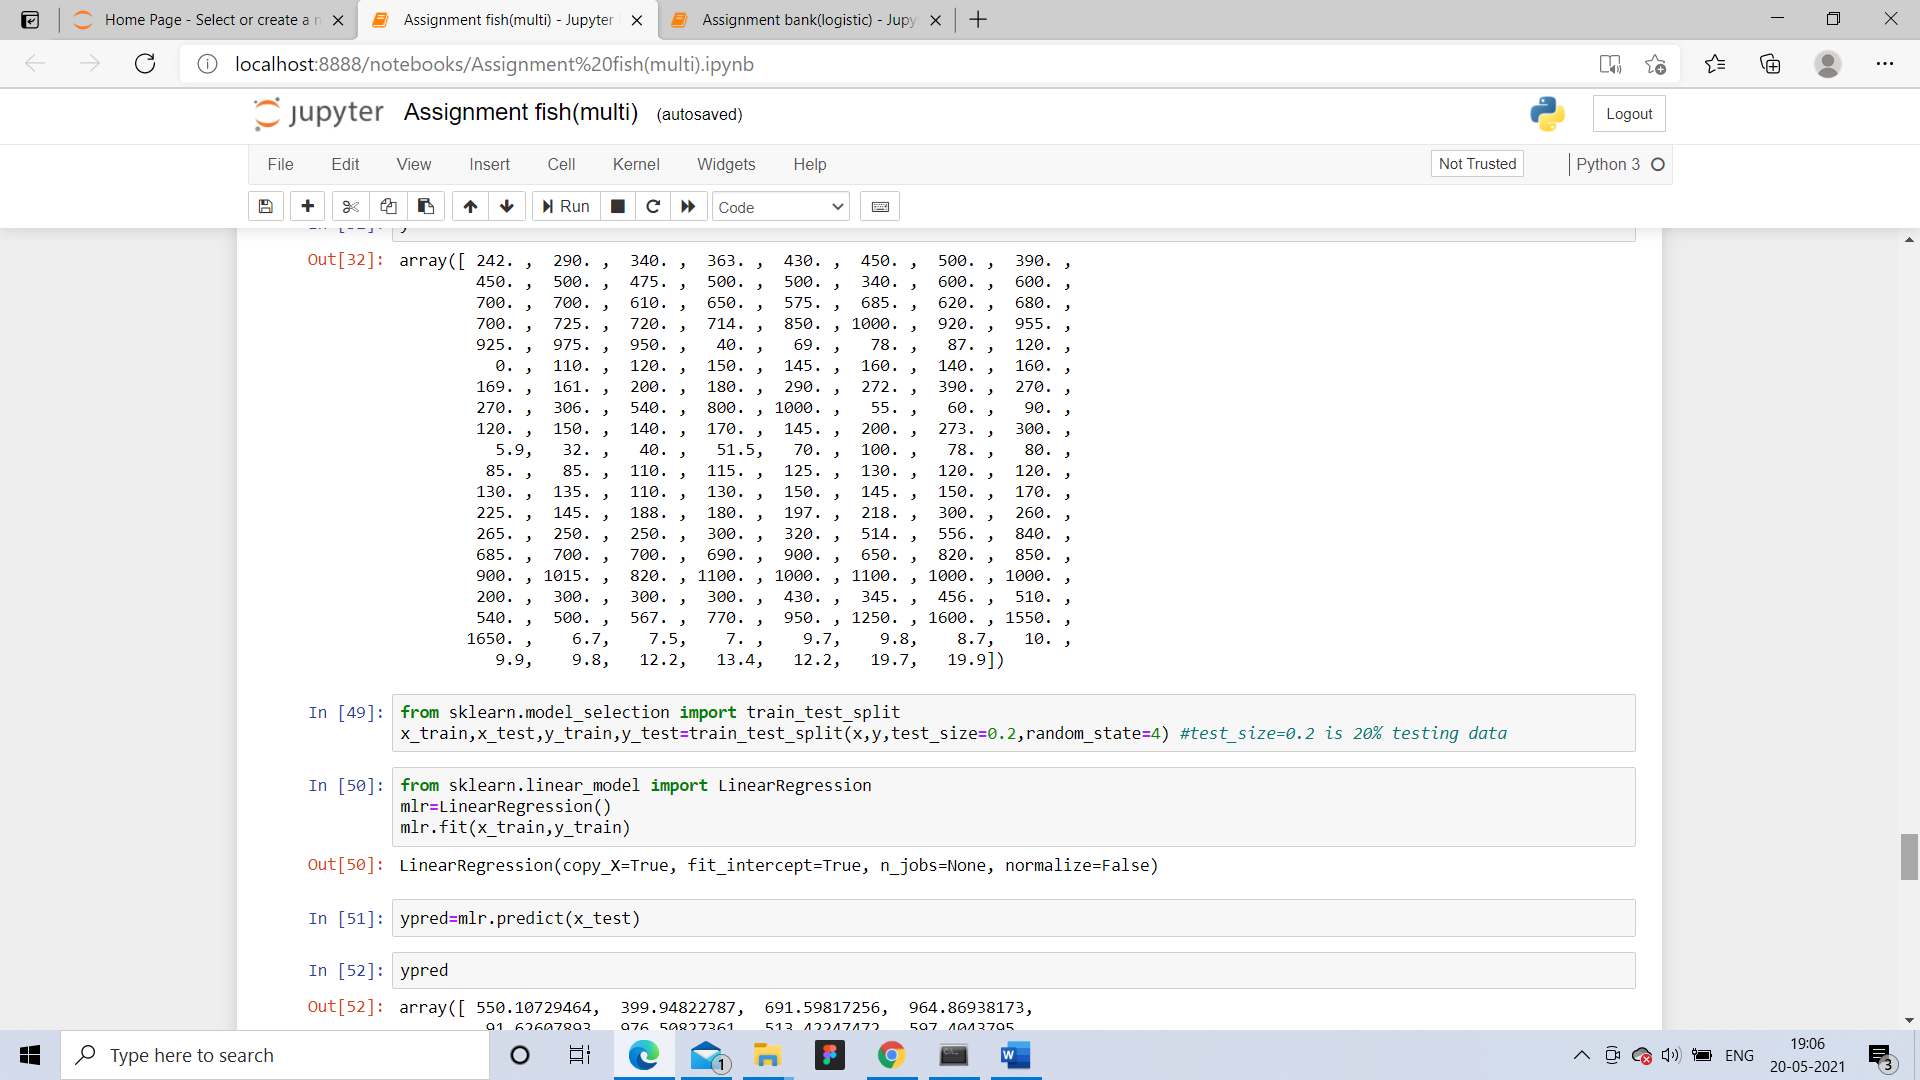 Home Page - Select or create a n
Assignment fish(multi) - Jupyter
Assignment bank(logistic) - Jupy
localhost:8888/notebooks/Assignment%20fish(multi).ipynb
jupyter Assignment fish(multi) (autosaved)
Logout
File Edit View Insert Cell Kernel Widgets Help
Not Trusted
Python 3
Run
Code
Out[32]: array([ 242. , 290. , 340. , 363. , 430. , 450. , 500. , 390. ,
450. , 500. , 475. , 500. , 500. , 340. , 600. , 600. ,
700. , 700. , 610. , 650. , 575. , 685. , 620. , 680. ,
700. , 725. , 720. , 714. , 850. , 1000. , 920. , 955. ,
925. , 975. , 950. , 40. , 69. , 78. , 87. , 120. ,
0. , 110. , 120. , 150. , 145. , 160. , 140. , 160. ,
169. , 161. , 200. , 180. , 290. , 272. , 390. , 270. ,
270. , 306. , 540. , 800. , 1000. , 55. , 60. , 90. ,
120. , 150. , 140. , 170. , 145. , 200. , 273. , 300. ,
5.9, 32. , 40. , 51.5, 70. , 100. , 78. , 80. ,
85. , 85. , 110. , 115. , 125. , 130. , 120. , 120. ,
130. , 135. , 110. , 130. , 150. , 145. , 150. , 170. ,
225. , 145. , 188. , 180. , 197. , 218. , 300. , 260. ,
265. , 250. , 250. , 300. , 320. , 514. , 556. , 840. ,
685. , 700. , 700. , 690. , 900. , 650. , 820. , 850. ,
900. , 1015. , 820. , 1100. , 1000. , 1100. , 1000. , 1000. ,
200. , 300. , 300. , 300. , 430. , 345. , 456. , 510. ,
540. , 500. , 567. , 770. , 950. , 1250. , 1600. , 1550. ,
1650. , 6.7, 7.5, 7. , 9.7, 9.8, 8.7, 10. ,
9.9, 9.8, 12.2, 13.4, 12.2, 19.7, 19.9])
In [49]: from sklearn.model_selection import train_test_split
x_train,x_test,y_train,y_test=train_test_split(x,y,test_size=0.2,random_state=4) #test_size=0.2 is 20% testing data
In [50]: from sklearn.linear_model import LinearRegression
mlr=LinearRegression()
mlr.fit(x_train,y_train)
Out[50]: LinearRegression(copy_X=True, fit_intercept=True, n_jobs=None, normalize=False)
In [51]: ypred=mlr.predict(x_test)
In [52]: ypred
Out[52]: array([ 550.10729464, 399.94822787, 691.59817256, 964.86938173,
91.62607893, 976.50827361, 513.42247472, 597.4043795
Type here to search
1
W
ENG
19:06
20-05-2021
3